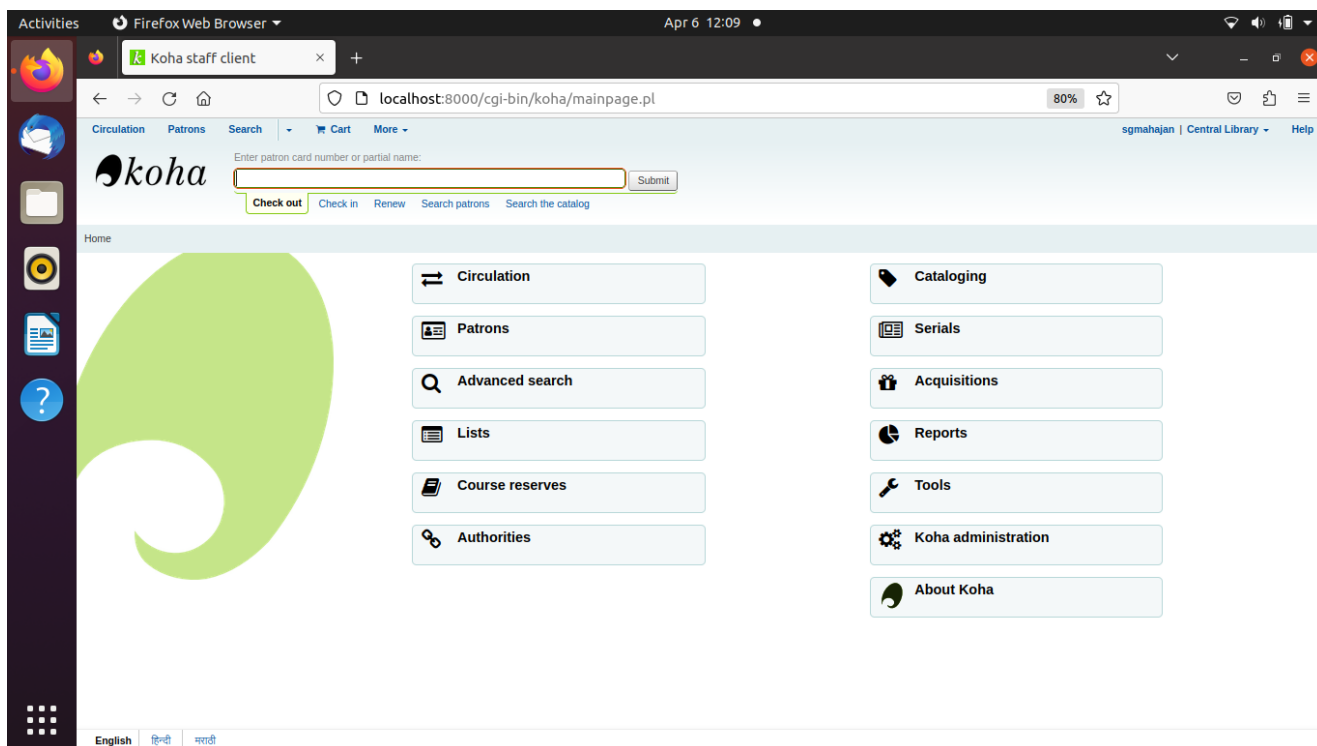 Activities Firefox Web Browser Apr 6 12:09
Koha staff client
localhost:8000/cgi-bin/koha/mainpage.pl 80%
Circulation Patrons Search Cart More sgmahajan | Central Library Help
koha
Enter patron card number or partial name:
Submit
Check out Check in Renew Search patrons Search the catalog
Home
Circulation
Cataloging
Patrons
Serials
Advanced search
Acquisitions
Lists
Reports
Course reserves
Tools
Authorities
Koha administration
About Koha
English हिन्दी मराठी